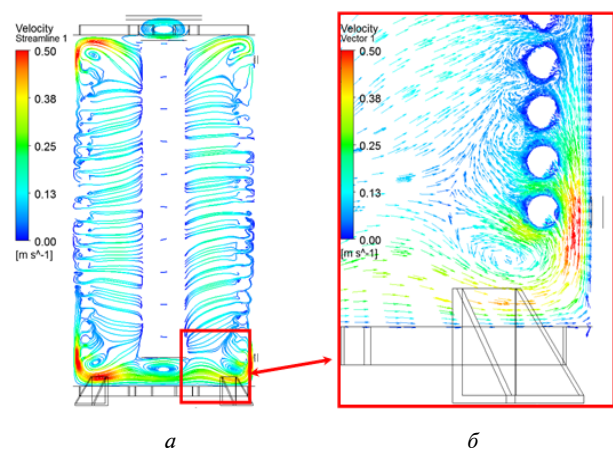 Velocity
Streamline 1
0.50
0.38
0.25
0.13
0.00
[m s^-1]
Velocity
Vector 1
0.50
0.38
0.25
0.13
0.00
[m s^-1]
а
б